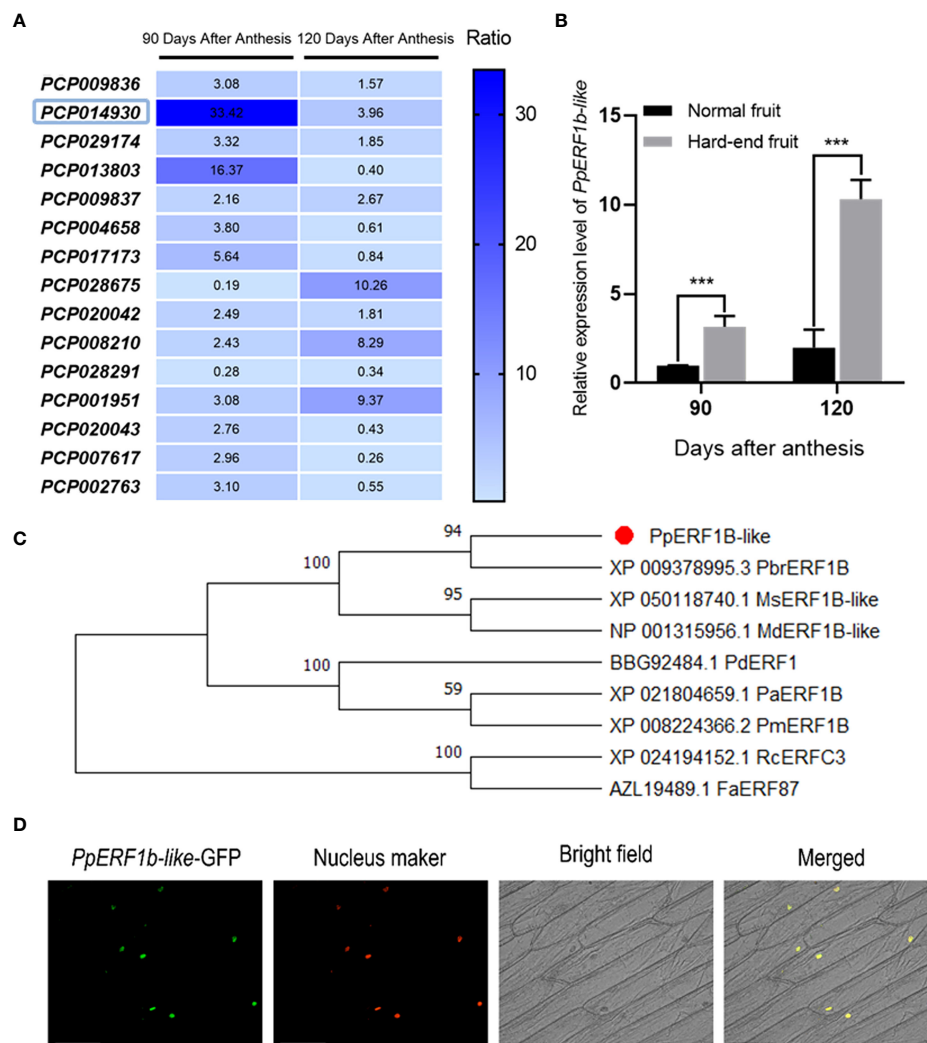 A
90 Days After Anthesis 120 Days After Anthesis Ratio
PCP009836 3.08 1.57
PCP014930 33.42 3.96
PCP029174 3.32 1.85
PCP013803 16.37 0.40
PCP009837 2.16 2.67
PCP004658 3.80 0.61
PCP017173 5.64 0.84
PCP028675 0.19 10.26
PCP020042 2.49 1.81
PCP008210 2.43 8.29
PCP028291 0.28 0.34
PCP001951 3.08 9.37
PCP020043 2.76 0.43
PCP007617 2.96 0.26
PCP002763 3.10 0.55
30
20
10
B
Relative expression level of PpERF1b-like
15
10
5
0
Normal fruit
Hard-end fruit
***
***
90 120
Days after anthesis
C
94
100
95
100
59
100
PpERF1B-like
XP 009378995.3 PbrERF1B
XP 050118740.1 MsERF1B-like
NP 001315956.1 MdERF1B-like
BBG92484.1 PdERF1
XP 021804659.1 PaERF1B
XP 008224366.2 PmERF1B
XP 024194152.1 RcERFC3
AZL19489.1 FaERF87
D
PpERF1b-like-GFP Nucleus maker Bright field Merged